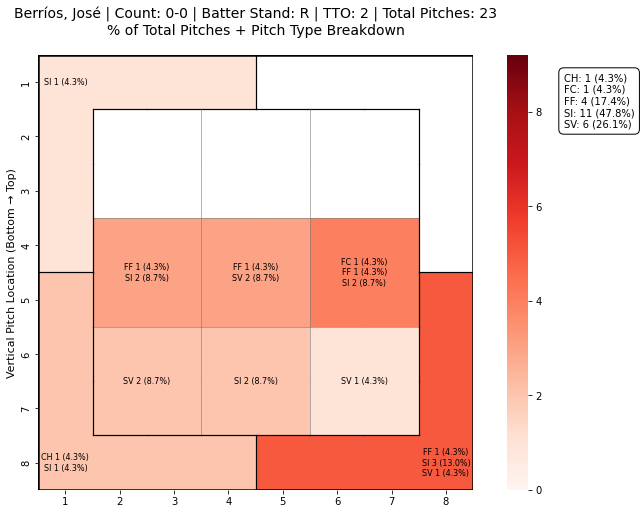 Berríos, José | Count: 0-0 | Batter Stand: R | TTO: 2 | Total Pitches: 23
% of Total Pitches + Pitch Type Breakdown
Vertical Pitch Location (Bottom → Top)
1
2
3
4
5
6
7
8
SI 1 (4.3%)
FF 1 (4.3%)
SI 2 (8.7%)
FF 1 (4.3%)
SV 2 (8.7%)
FC 1 (4.3%)
FF 1 (4.3%)
SI 2 (8.7%)
SV 2 (8.7%)
SI 2 (8.7%)
SV 1 (4.3%)
CH 1 (4.3%)
SI 1 (4.3%)
FF 1 (4.3%)
SI 3 (13.0%)
SV 1 (4.3%)
1
2
3
4
5
6
7
8
8
6
4
2
0
CH: 1 (4.3%)
FC: 1 (4.3%)
FF: 4 (17.4%)
SI: 11 (47.8%)
SV: 6 (26.1%)